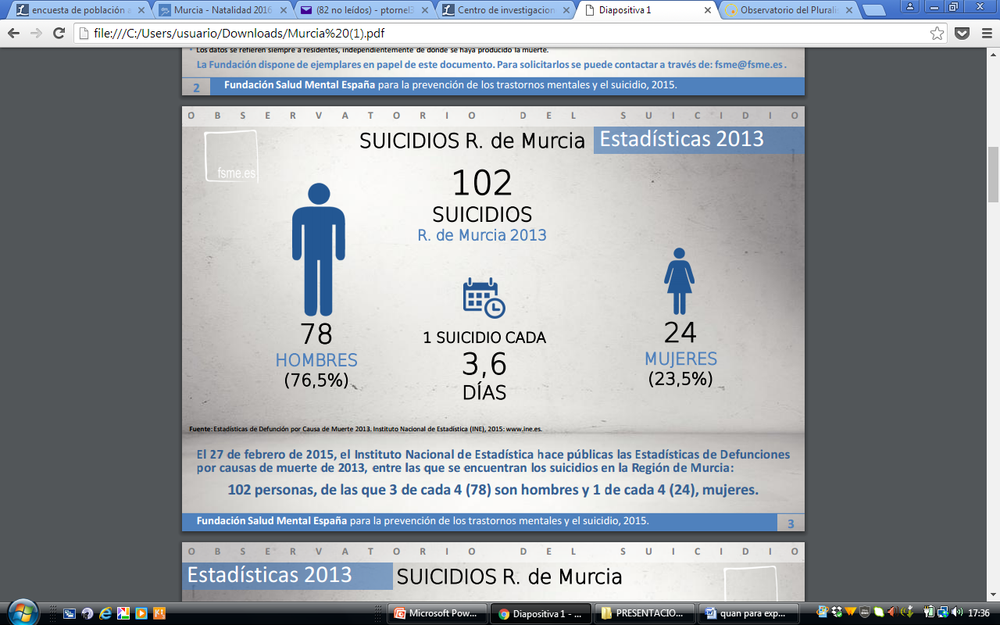 encuesta de población a
Murcia - Natalidad 2016
(82 no leídos) - ptornel3
Centro de investigacion
Diapositiva 1
Observatorio del Plurali
file:///C:/Users/usuario/Downloads/Murcia%20(1).pdf
Los datos se refieren siempre a residentes, independientemente de donde se haya producido la muerte.
La Fundación dispone de ejemplares en papel de este documento. Para solicitarlos se puede contactar a través de: fsme@fsme.es.
2 Fundación Salud Mental España para la prevención de los trastornos mentales y el suicidio, 2015.
OBSERVATORIO DEL SUICIDIO
fsme.es
SUICIDIOS R. de Murcia Estadísticas 2013
102
SUICIDIOS
R. de Murcia 2013
78
HOMBRES
(76,5%)
1 SUICIDIO CADA
3,6
DÍAS
24
MUJERES
(23,5%)
Fuente: Estadísticas de Defunción por Causa de Muerte 2013. Instituto Nacional de Estadística (INE), 2015: www.ine.es.
El 27 de febrero de 2015, el Instituto Nacional de Estadística hace públicas las Estadísticas de Defunciones
por causas de muerte de 2013, entre las que se encuentran los suicidios en la Región de Murcia:
102 personas, de las que 3 de cada 4 (78) son hombres y 1 de cada 4 (24), mujeres.
Fundación Salud Mental España para la prevención de los trastornos mentales y el suicidio, 2015. 3
OBSERVATORIO DEL SUICIDIO
Estadísticas 2013 SUICIDIOS R. de Murcia
Microsoft Pow...
Diapositiva 1 - ...
PRESENTACIO...
quan para exp...
17:36